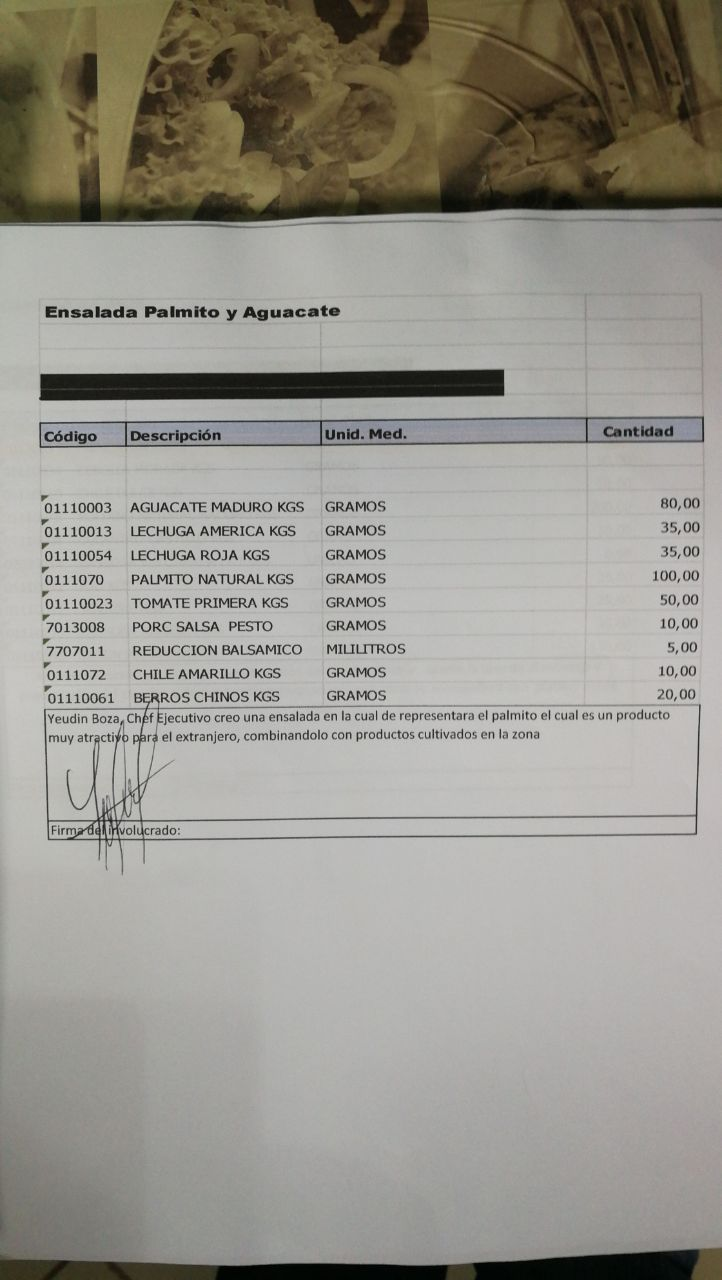 Ensalada Palmito y Aguacate
Código Descripción Unid. Med. Cantidad
01110003 AGUACATE MADURO KGS GRAMOS 80,00
01110013 LECHUGA AMERICA KGS GRAMOS 35,00
01110054 LECHUGA ROJA KGS GRAMOS 35,00
0111070 PALMITO NATURAL KGS GRAMOS 100,00
01110023 TOMATE PRIMERA KGS GRAMOS 50,00
7013008 PORC SALSA PESTO GRAMOS 10,00
7707011 REDUCCION BALSAMICO MILILITROS 5,00
0111072 CHILE AMARILLO KGS GRAMOS 10,00
01110061 BERROS CHINOS KGS GRAMOS 20,00
Yeudin Boza, Chef Ejecutivo creo una ensalada en la cual de representara el palmito el cual es un producto
muy atractivo para el extranjero, combinandolo con productos cultivados en la zona
Firma del involucrado: